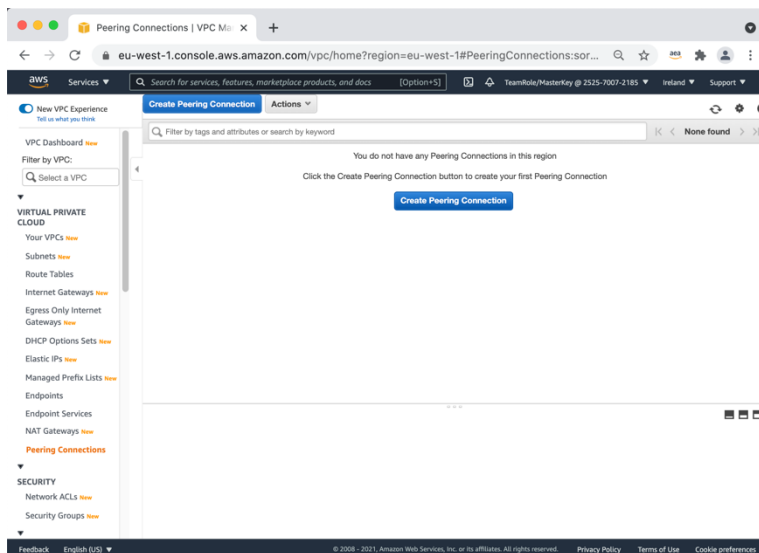 Peering Connections | VPC Ma
eu-west-1.console.aws.amazon.com/vpc/home?region=eu-west-1#PeeringConnections:sor...
aea
aws
Services
Search for services, features, marketplace products, and docs [Option+S]
TeamRole/MasterKey @ 2525-7007-2185
Ireland
Support
New VPC Experience
Tell us what you think
Create Peering Connection
Actions
Filter by tags and attributes or search by keyword
None found
You do not have any Peering Connections in this region
Click the Create Peering Connection button to create your first Peering Connection
Create Peering Connection
VPC Dashboard New
Filter by VPC:
Select a VPC
VIRTUAL PRIVATE
CLOUD
Your VPCs New
Subnets New
Route Tables
Internet Gateways New
Egress Only Internet
Gateways New
DHCP Options Sets New
Elastic IPs New
Managed Prefix Lists New
Endpoints
Endpoint Services
NAT Gateways New
Peering Connections
SECURITY
Network ACLs New
Security Groups New
Feedback
English (US)
© 2008 - 2021, Amazon Web Services, Inc. or its affiliates. All rights reserved.
Privacy Policy
Terms of Use
Cookie preferences